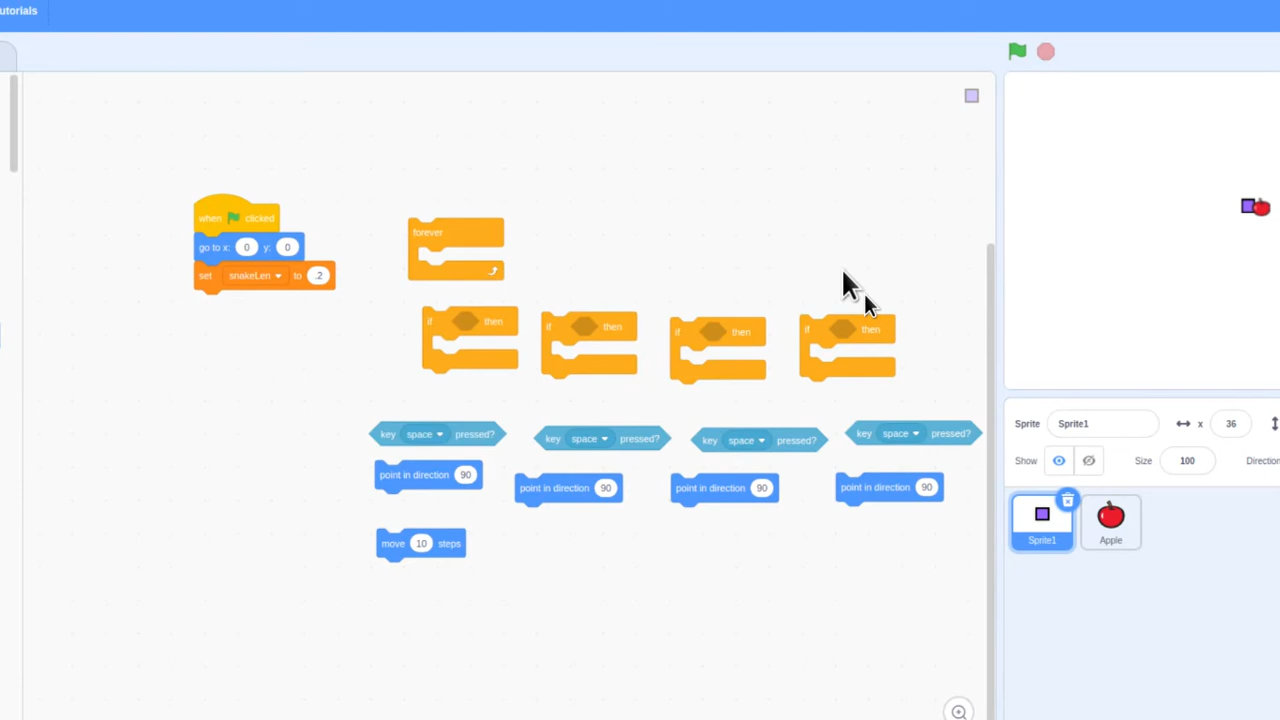 utorials
when clicked
go to x: 0 y: 0
set snakeLen to .2
forever
if then
if then
if then
if then
key space pressed?
key space pressed?
key space pressed?
key space pressed?
point in direction 90
point in direction 90
point in direction 90
point in direction 90
move 10 steps
Sprite Sprite1 x 36
Show Size 100 Direction
Sprite1
Apple